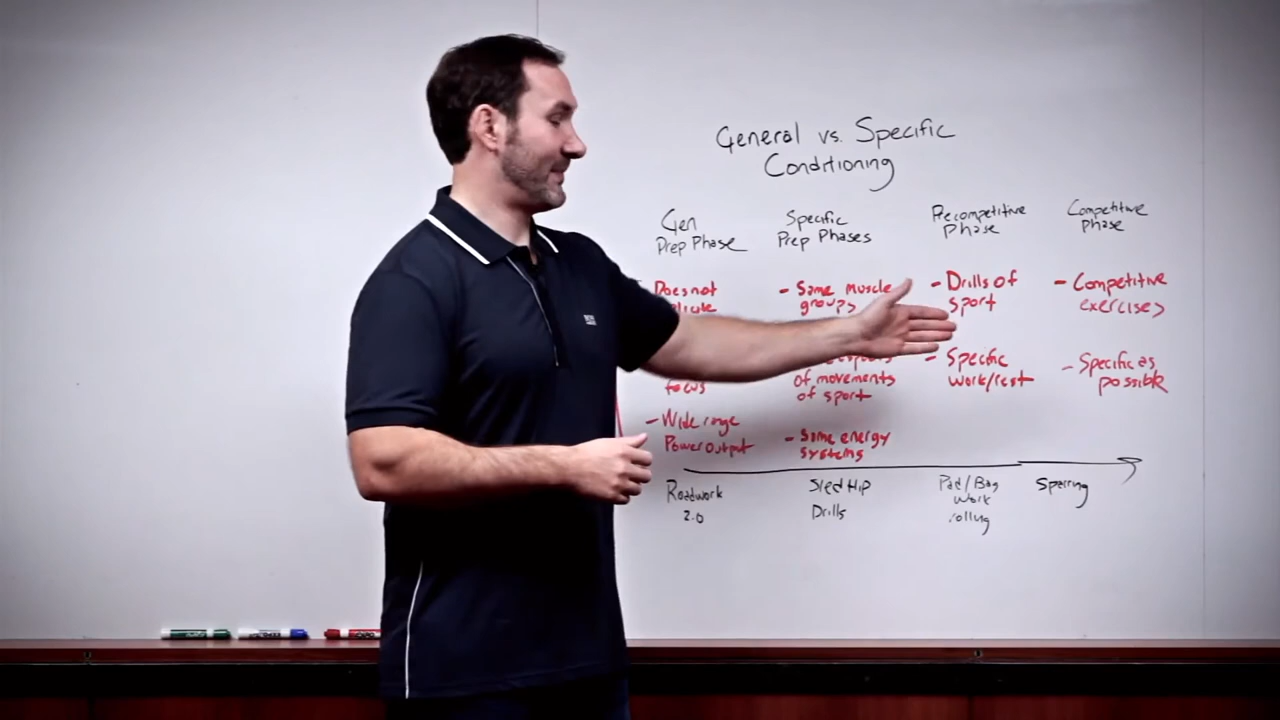 General vs. Specific
Conditioning
Gen
Prep Phase
Specific
Prep Phases
Precompetitive
Phase
Competitive
Phase
Does not
- Same muscle
groups
- Drills of
sport
- Competitive
exercises
focus
of movements
of sport
- Specific
work/rest
- Specific as
possible
- Wide range
Power output
- Same energy
systems
Roadwork
2.0
Sled Hip
Drills
Pad/Bag
Work
rolling
Sparring